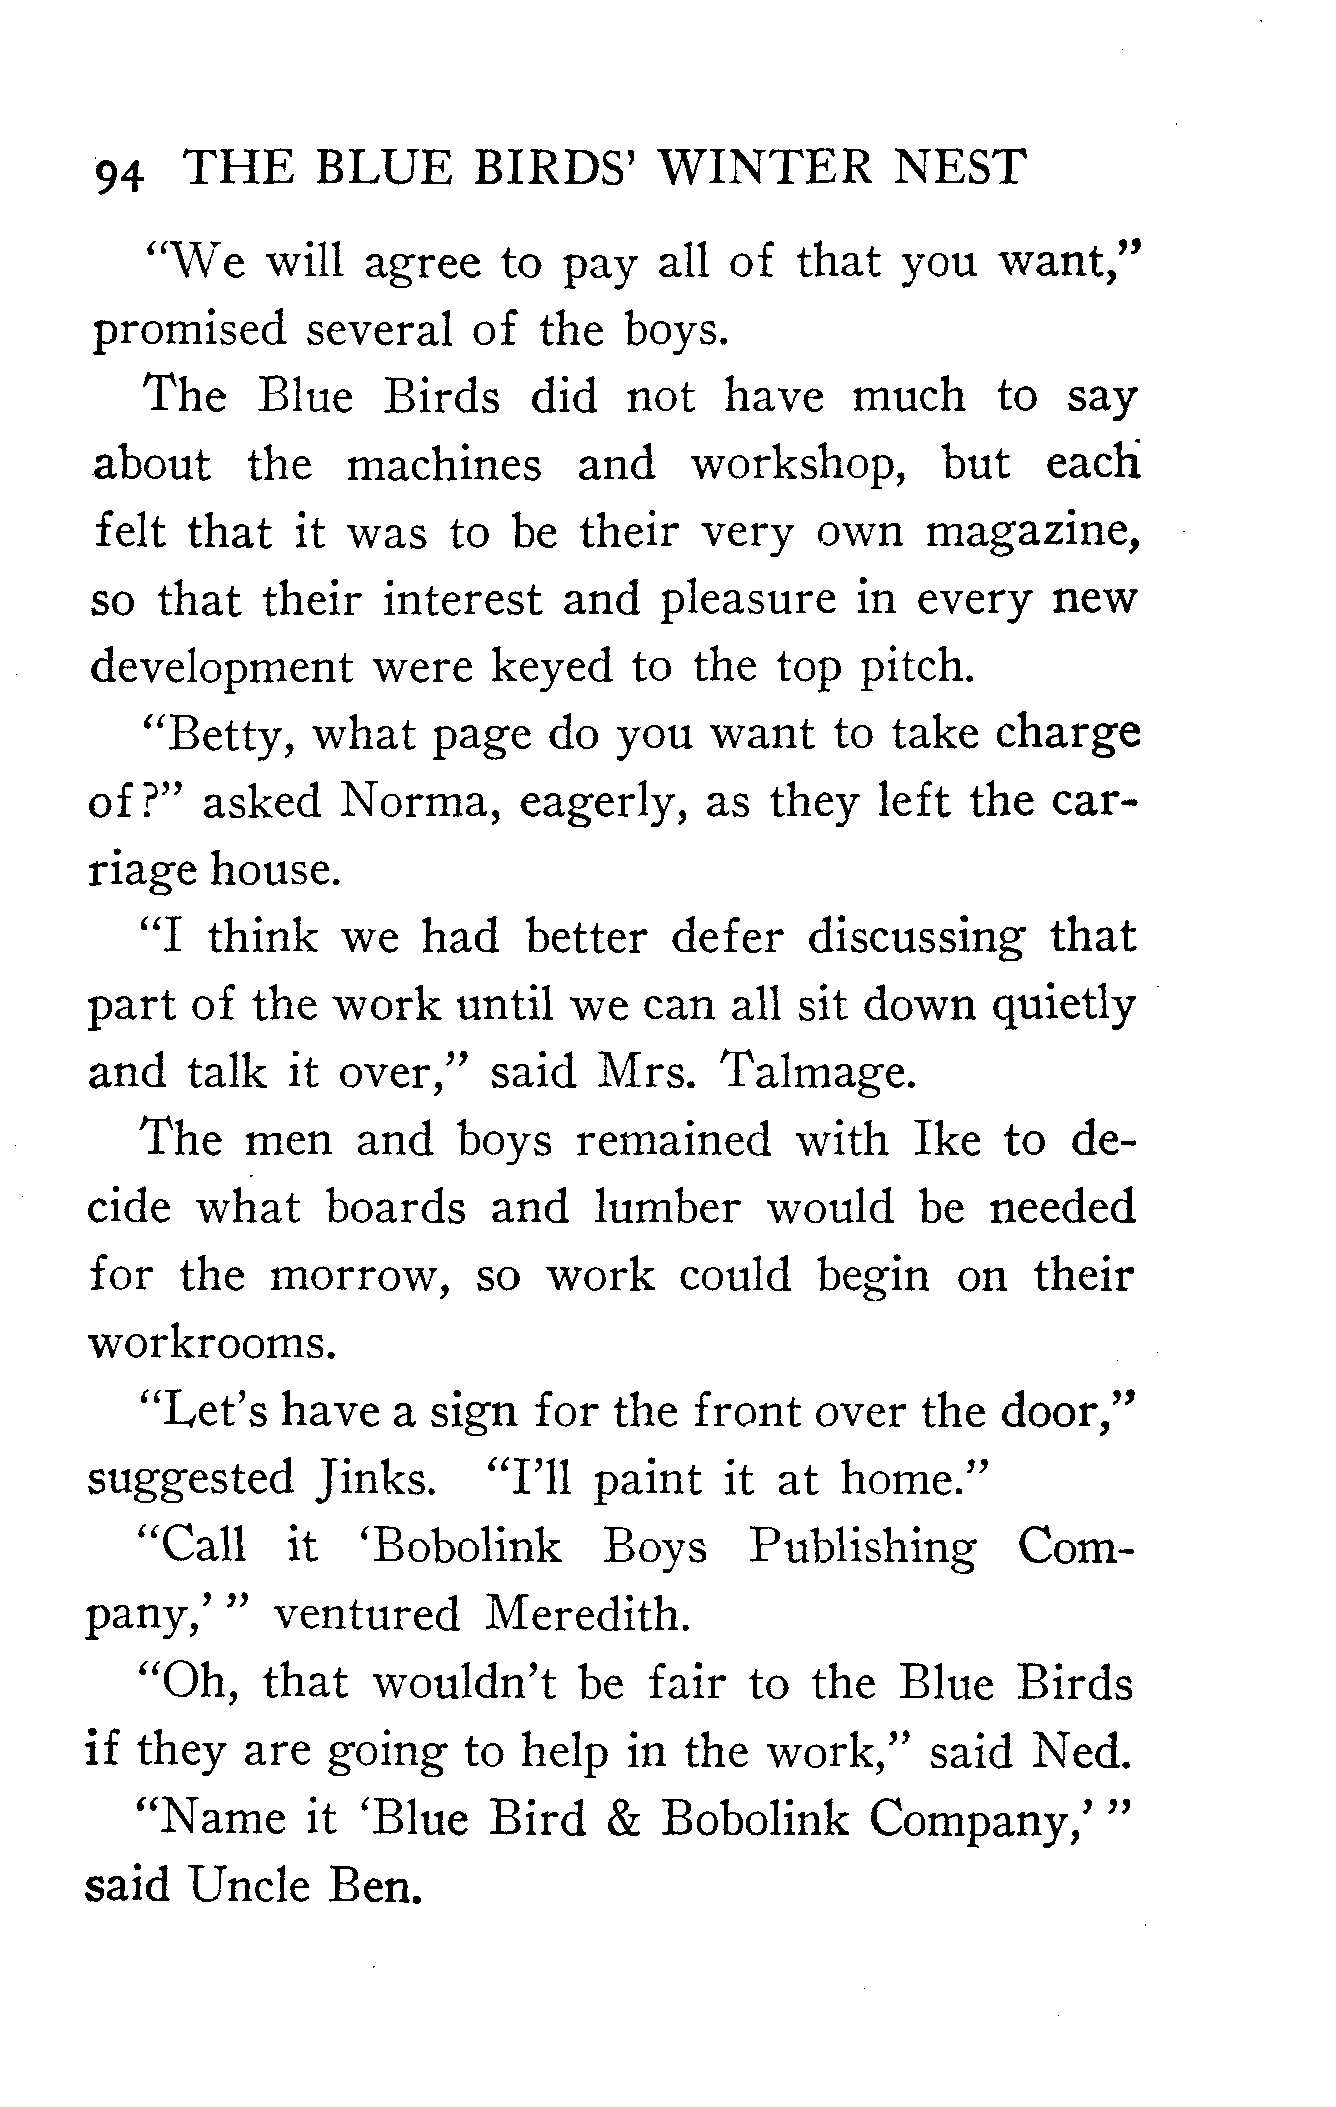 94 THE BLUE BIRDS' WINTER NEST
"We will agree to pay all of that you want,"
promised several of the boys.
The Blue Birds did not have much to say
about the machines and workshop, but each
felt that it was to be their very own magazine,
so that their interest and pleasure in every new
development were keyed to the top pitch.
"Betty, what page do you want to take charge
of?" asked Norma, eagerly, as they left the car-
riage house.
"I think we had better defer discussing that
part of the work until we can all sit down quietly
and talk it over," said Mrs. Talmage.
The men and boys remained with Ike to de-
cide what boards and lumber would be needed
for the morrow, so work could begin on their
workrooms.
"Let's have a sign for the front over the door,"
suggested Jinks. "I'll paint it at home."
"Call it 'Bobolink Boys Publishing Com-
pany,' " ventured Meredith.
"Oh, that wouldn't be fair to the Blue Birds
if they are going to help in the work," said Ned.
"Name it 'Blue Bird & Bobolink Company,' "
said Uncle Ben.